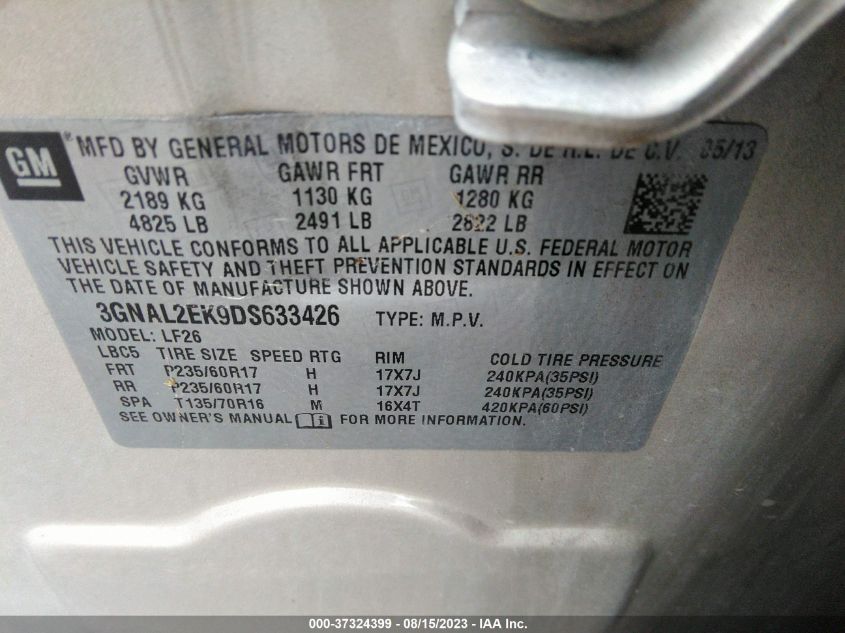 GM
® MFD BY GENERAL MOTORS DE MEXICO, S. DE R.L. DE C.V. 05/13
GVWR GAWR FRT GAWR RR
2189 KG 1130 KG 1280 KG
4825 LB 2491 LB 2822 LB
THIS VEHICLE CONFORMS TO ALL APPLICABLE U.S. FEDERAL MOTOR
VEHICLE SAFETY AND THEFT PREVENTION STANDARDS IN EFFECT ON
THE DATE OF MANUFACTURE SHOWN ABOVE.
3GNAL2EK9DS633426 TYPE: M.P.V.
MODEL: LF26
LBC5 TIRE SIZE SPEED RTG RIM COLD TIRE PRESSURE
FRT P235/60R17 H 17X7J 240KPA(35PSI)
RR P235/60R17 H 17X7J 240KPA(35PSI)
SPA T135/70R16 M 16X4T 420KPA(60PSI)
SEE OWNER'S MANUAL FOR MORE INFORMATION.
000-37324399 - 08/15/2023 - IAA Inc.